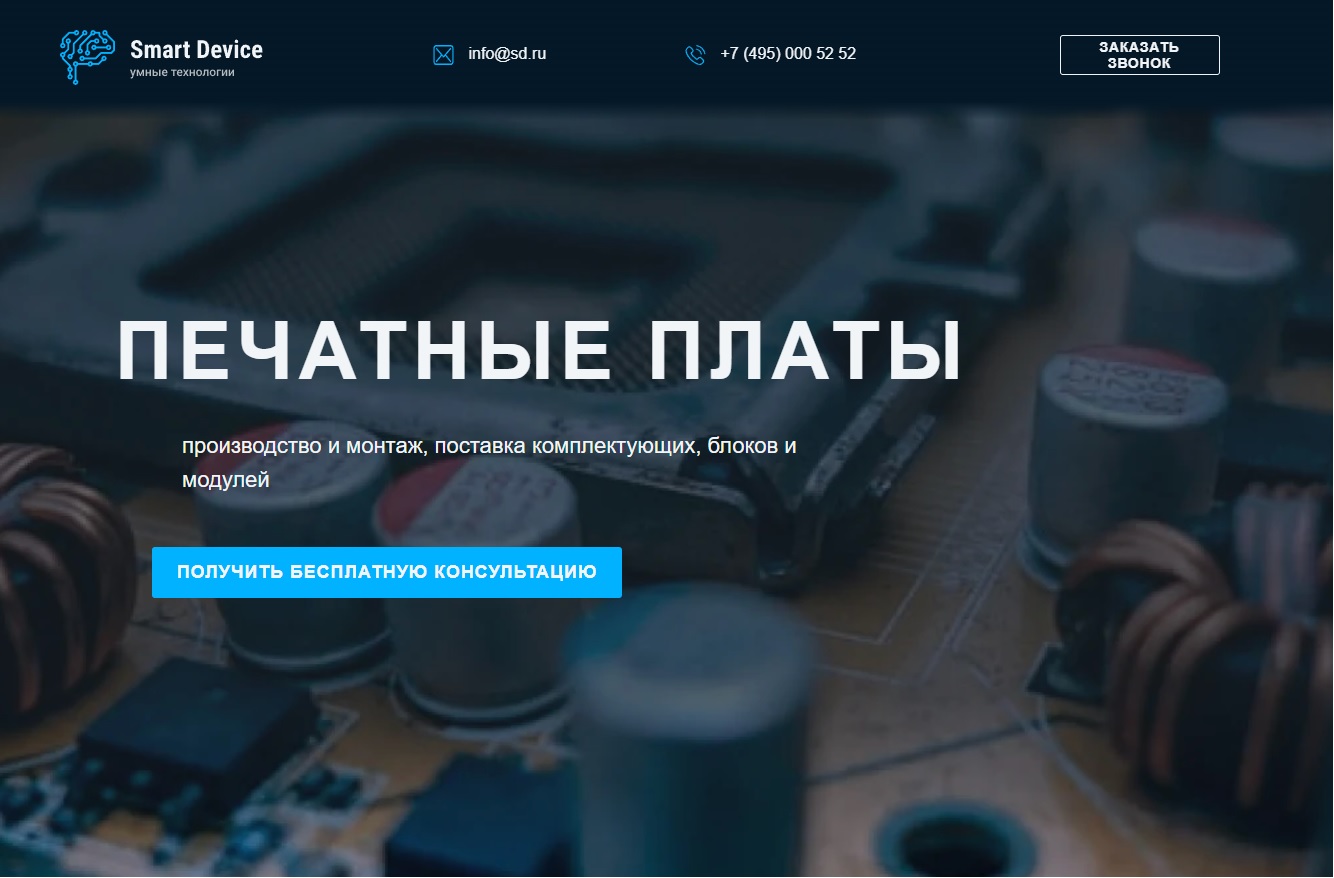 Smart Device
умные технологии
info@sd.ru
+7 (495) 000 52 52
ЗАКАЗАТЬ
ЗВОНОК
ПЕЧАТНЫЕ ПЛАТЫ
производство и монтаж, поставка комплектующих, блоков и
модулей
ПОЛУЧИТЬ БЕСПЛАТНУЮ КОНСУЛЬТАЦИЮ